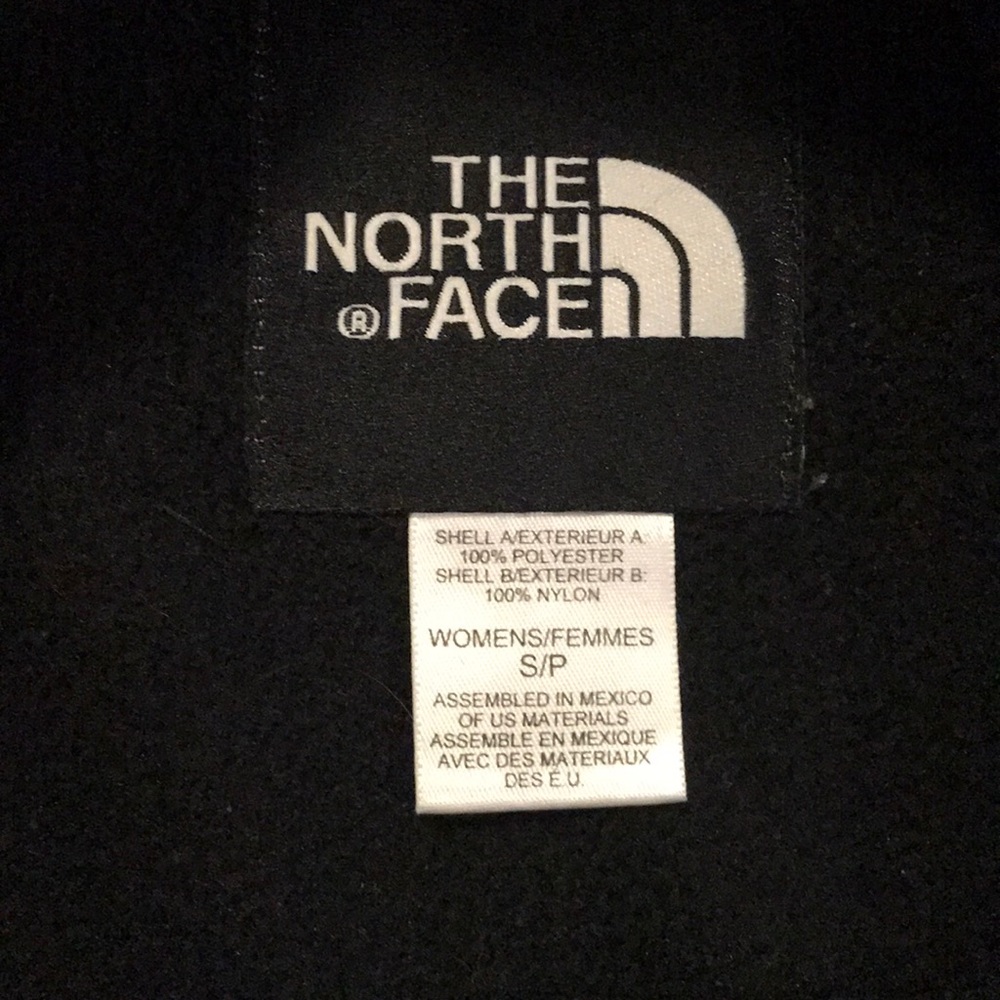 THE
NORTH
®FACE
SHELL A/EXTERIEUR A:
100% POLYESTER
SHELL B/EXTERIEUR B:
100% NYLON
WOMENS/FEMMES
S/P
ASSEMBLED IN MEXICO
OF US MATERIALS
ASSEMBLE EN MEXIQUE
AVEC DES MATERIAUX
DES É.U.